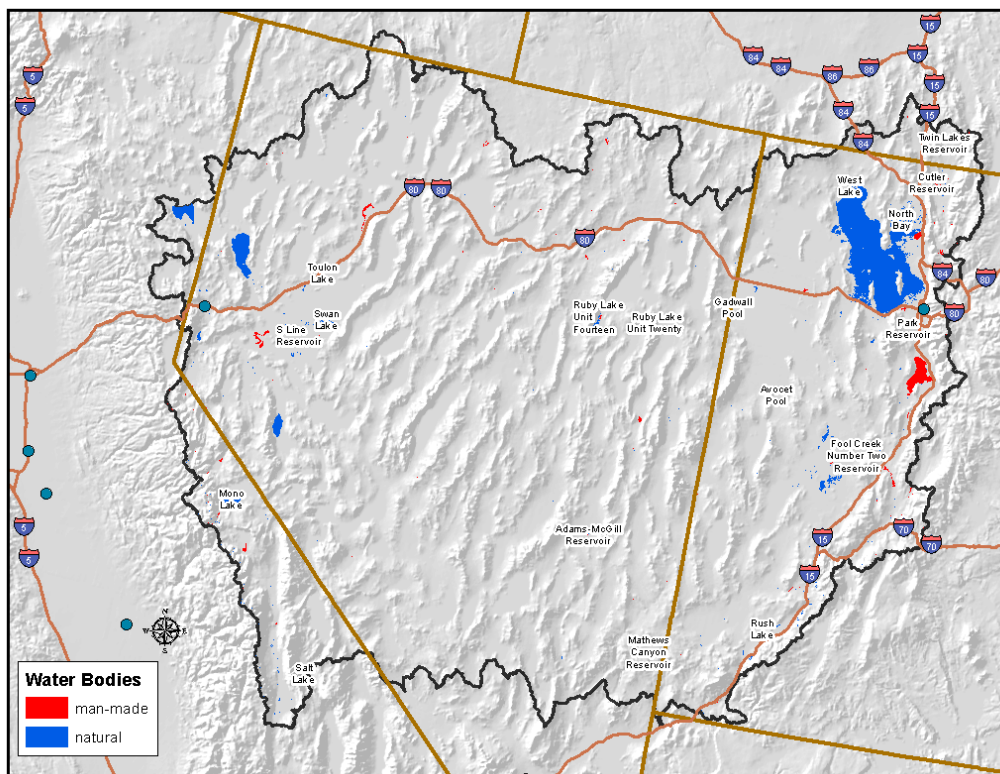 15
5
84
84
86
86
15
15
5
84
15
84
Twin Lakes
Reservoir
80
80
West
Lake
Cutler
Reservoir
North
Bay
80
Toulon
Lake
84
80
Swan
Lake
Ruby Lake
Unit
Fourteen
Ruby Lake
Unit Twenty
Gadwall
Pool
80
S Line
Reservoir
Park
Reservoir
Avocet
Pool
Fool Creek
Number Two
Reservoir
Mono
Lake
5
Adams-McGill
Reservoir
15
70
70
5
15
N
W E
S
Rush
Lake
Mathews
Canyon
Reservoir
Salt
Lake
Water Bodies
man-made
natural